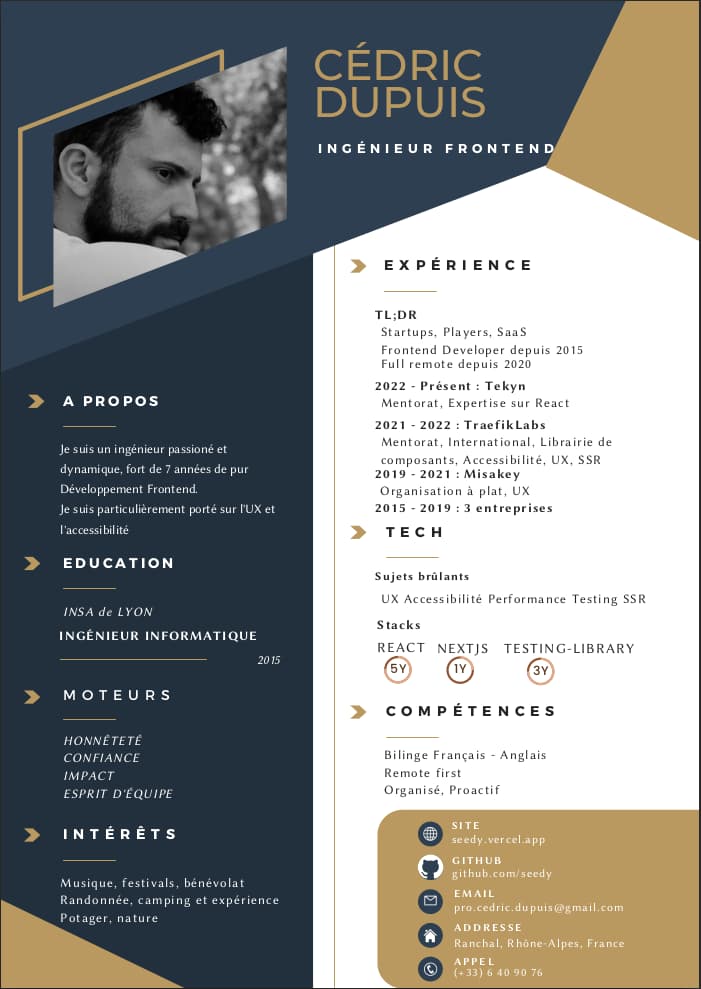 CÉDRIC
DUPUIS
INGÉNIEUR FRONTEND
A PROPOS
Je suis un ingénieur passioné et
dynamique, fort de 7 années de pur
Développement Frontend.
Je suis particulièrement porté sur l'UX et
l'accessibilité
EDUCATION
INSA de LYON
INGÉNIEUR INFORMATIQUE
2015
MOTEURS
HONNÊTETÉ
CONFIANCE
IMPACT
ESPRIT D'ÉQUIPE
INTÉRÊTS
Musique, festivals, bénévolat
Randonnée, camping et expérience
Potager, nature
EXPÉRIENCE
TL;DR
Startups, Players, SaaS
Frontend Developer depuis 2015
Full remote depuis 2020
2022 - Présent : Tekyn
Mentorat, Expertise sur React
2021 - 2022 : TraefikLabs
Mentorat, International, Librairie de
composants, Accessibilité, UX, SSR
2019 - 2021 : Misakey
Organisation à plat, UX
2015 - 2019 : 3 entreprises
TECH
Sujets brûlants
UX Accessibilité Performance Testing SSR
Stacks
REACT NEXTJS TESTING-LIBRARY
5Y 1Y 3Y
COMPÉTENCES
Bilinge Français - Anglais
Remote first
Organisé, Proactif
SITE
seedy.vercel.app
GITHUB
github.com/seedy
EMAIL
pro.cedric.dupuis@gmail.com
ADDRESSE
Ranchal, Rhône-Alpes, France
APPEL
(+33) 6 40 90 76